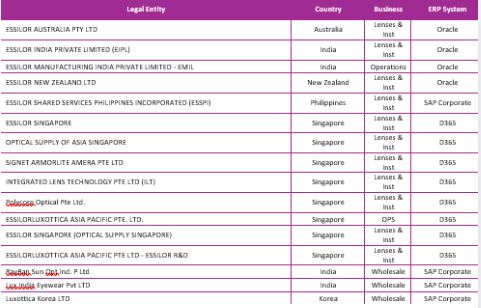 Legal Entity Country Business ERP System
ESSILOR AUSTRALIA PTY LTD Australia Lenses & Inst Oracle
ESSILOR INDIA PRIVATE LIMITED (EIPL) India Lenses & Inst Oracle
ESSILOR MANUFACTURING INDIA PRIVATE LIMITED - EMIL India Operations Oracle
ESSILOR NEW ZEALAND LTD New Zealand Lenses & Inst Oracle
ESSILOR SHARED SERVICES PHILIPPINES INCORPORATED (ESSPI) Philippines Lenses & Inst SAP Corporate
ESSILOR SINGAPORE Singapore Lenses & Inst D365
OPTICAL SUPPLY OF ASIA SINGAPORE Singapore Lenses & Inst D365
SIGNET ARMORLITE AMERA PTE LTD Singapore Lenses & Inst D365
INTEGRATED LENS TECHNOLOGY PTE LTD (ILT) Singapore Lenses & Inst D365
Polycore Optical Pte Ltd. Singapore Lenses & Inst D365
ESSILORLUXOTTICA ASIA PACIFIC PTE. LTD. Singapore OPS D365
ESSILOR SINGAPORE (OPTICAL SUPPLY SINGAPORE) Singapore Lenses & Inst D365
ESSILORLUXOTTICA ASIA PACIFIC PTE LTD - ESSILOR R&D Singapore Lenses & Inst D365
RayBan Sun Opt Incl. P Ltd India Wholesale SAP Corporate
Lux India Eyewear Pvt LTD India Wholesale SAP Corporate
Luxottica Korea LTD Korea Wholesale SAP Corporate